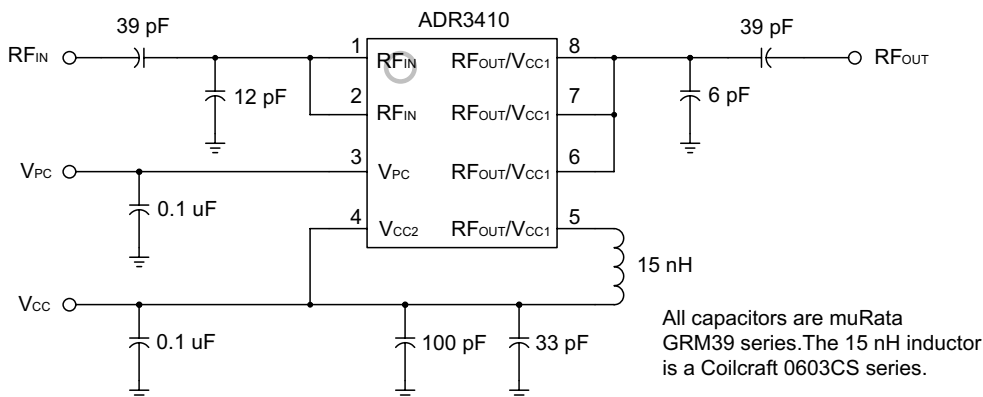 ADR3410
39 pF
39 pF
RFIN
1
RFIN
RFOUT/VCC1
8
RFOUT
12 pF
2
RFIN
RFOUT/VCC1
7
6 pF
VPC
3
VPC
RFOUT/VCC1
6
0.1 uF
4
VCC2
RFOUT/VCC1
5
15 nH
VCC
0.1 uF
100 pF
33 pF
All capacitors are muRata
GRM39 series.The 15 nH inductor
is a Coilcraft 0603CS series.